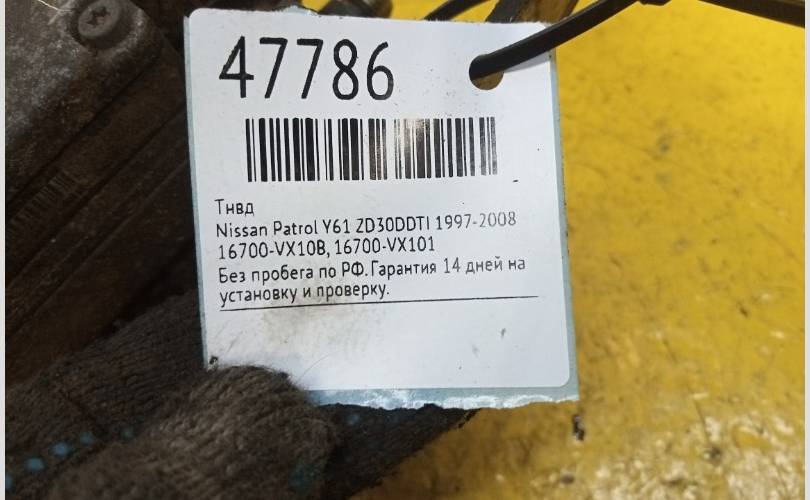 47786
Тнвд
Nissan Patrol Y61 ZD30DDTI 1997-2008
16700-VX10B, 16700-VX101
Без пробега по РФ. Гарантия 14 дней на
установку и проверку.